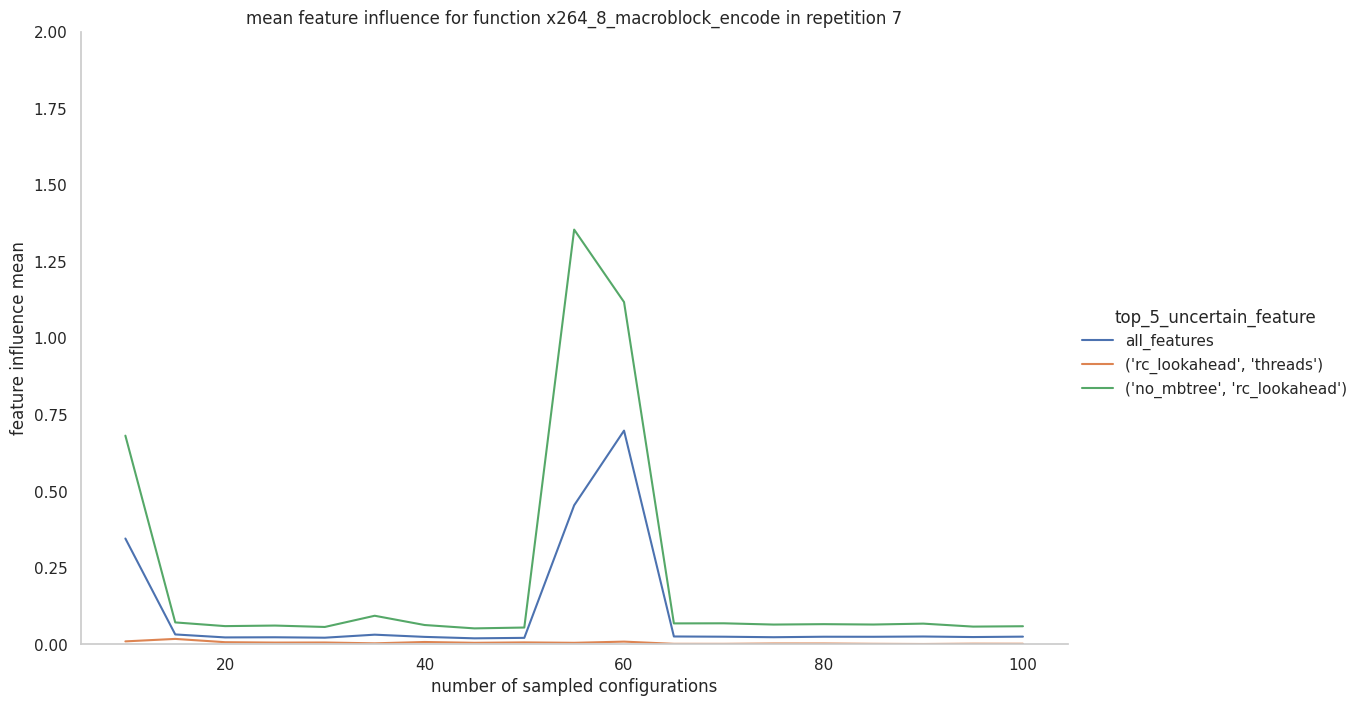 mean feature influence for function x264_8_macroblock_encode in repetition 7
2.00
1.75
1.50
1.25
1.00
0.75
0.50
0.25
0.00
feature influence mean
20
40
60
80
100
number of sampled configurations
top_5_uncertain_feature
all_features
('rc_lookahead', 'threads')
('no_mbtree', 'rc_lookahead')